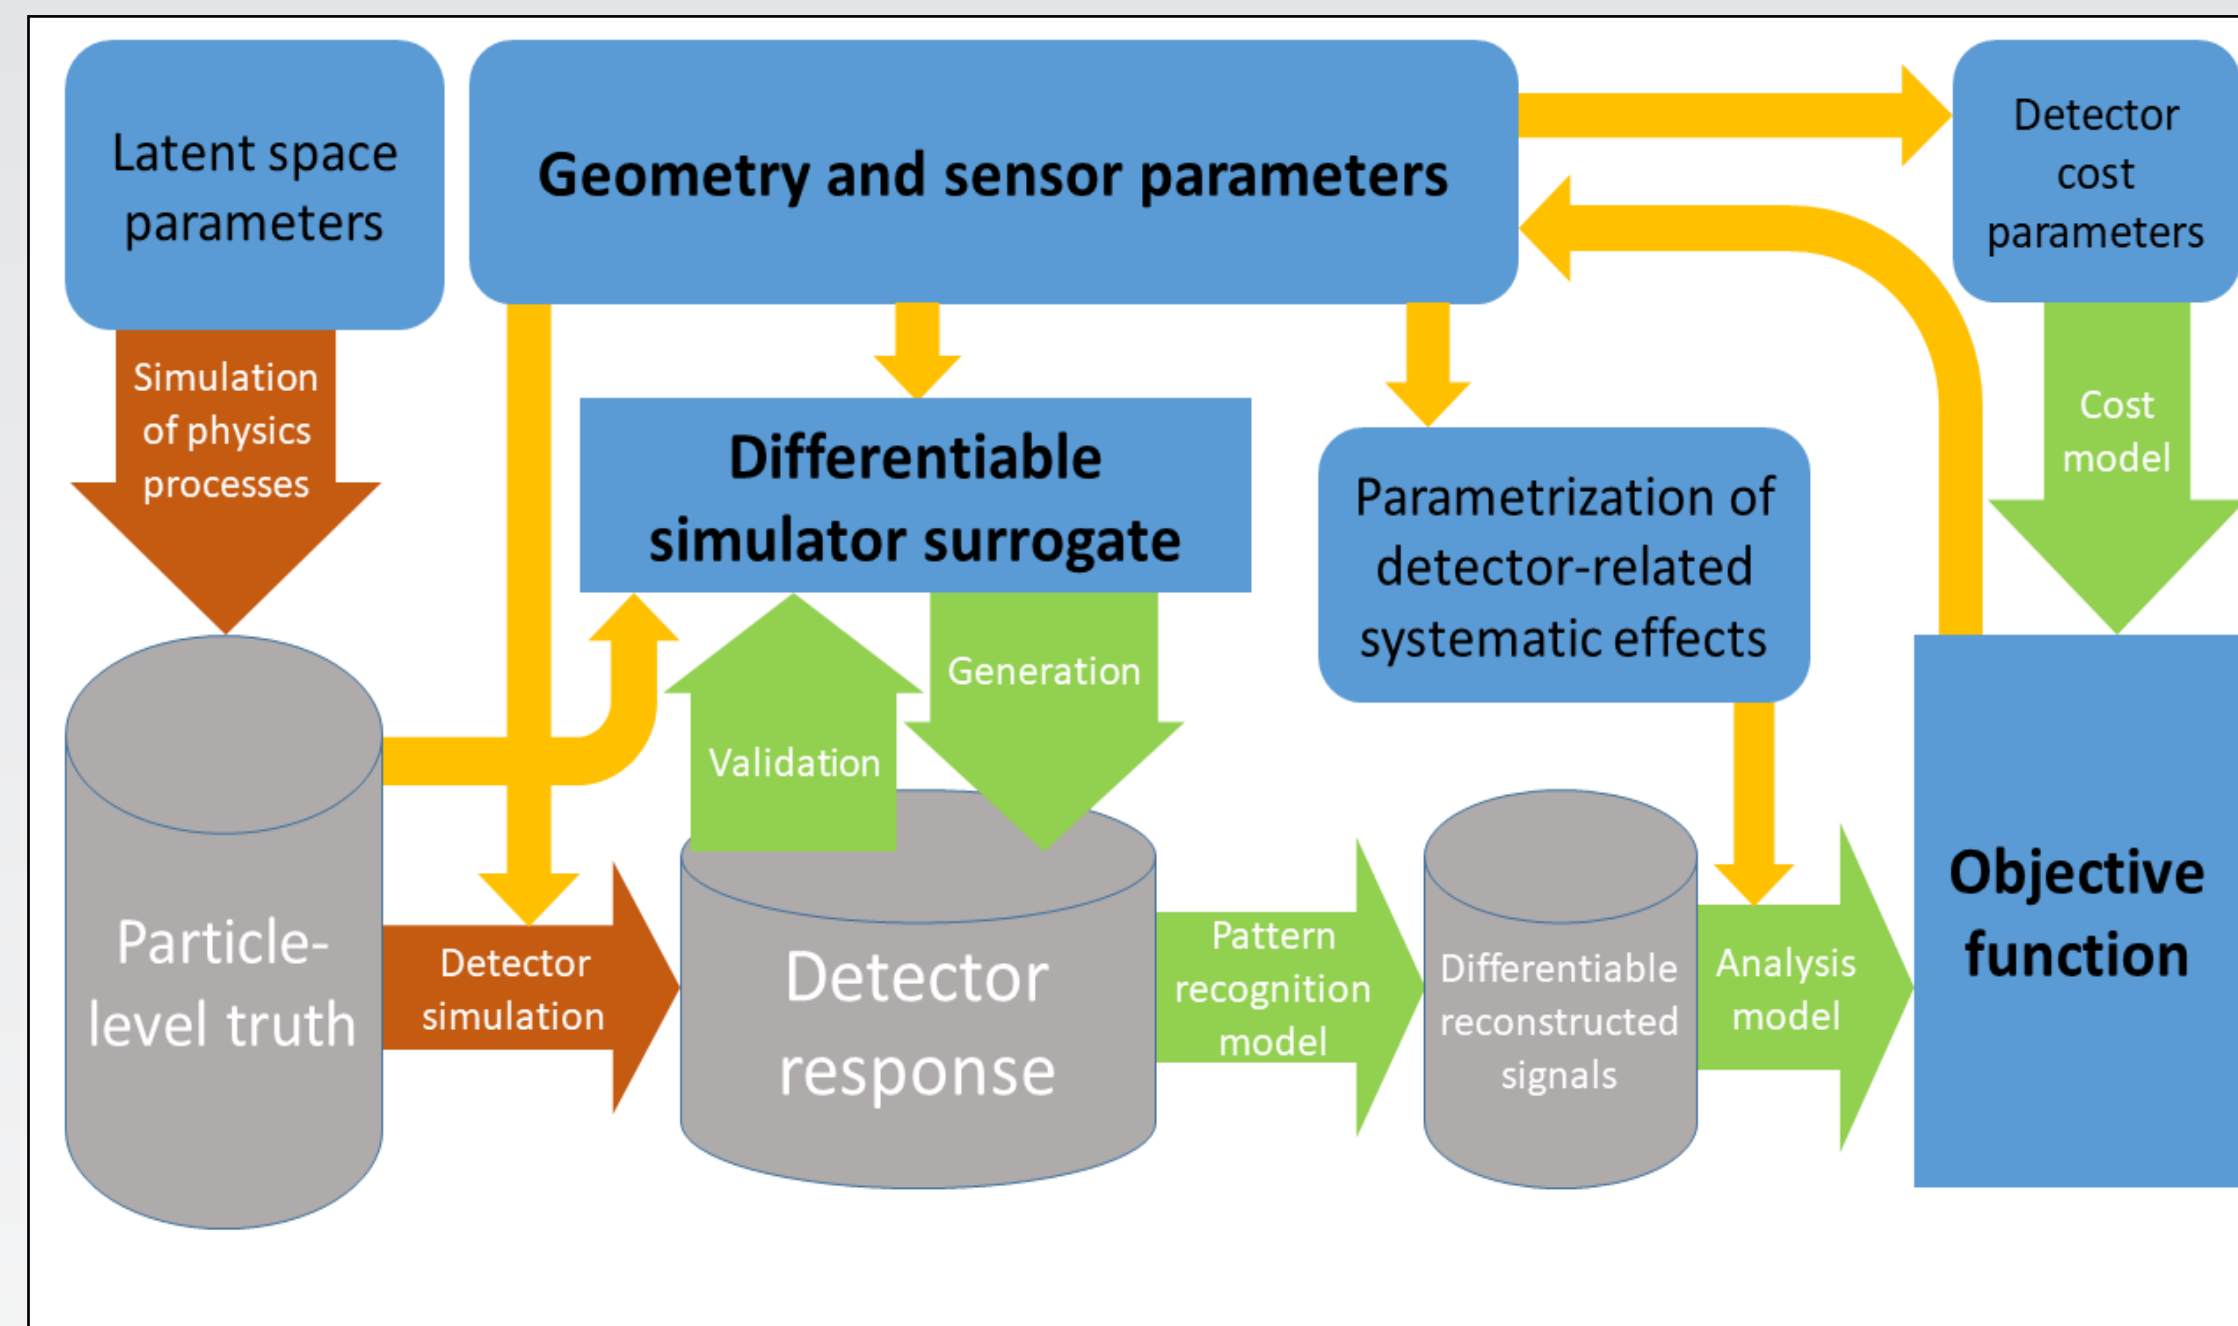 Latent space
parameters
Geometry and sensor parameters
Detector
cost
parameters
Simulation
of physics
processes
Differentiable
simulator surrogate
Parametrization of
detector-related
systematic effects
Cost
model
Generation
Validation
Particle-
level truth
Detector
simulation
Detector
response
Pattern
recognition
model
Differentiable
reconstructed
signals
Analysis
model
Objective
function